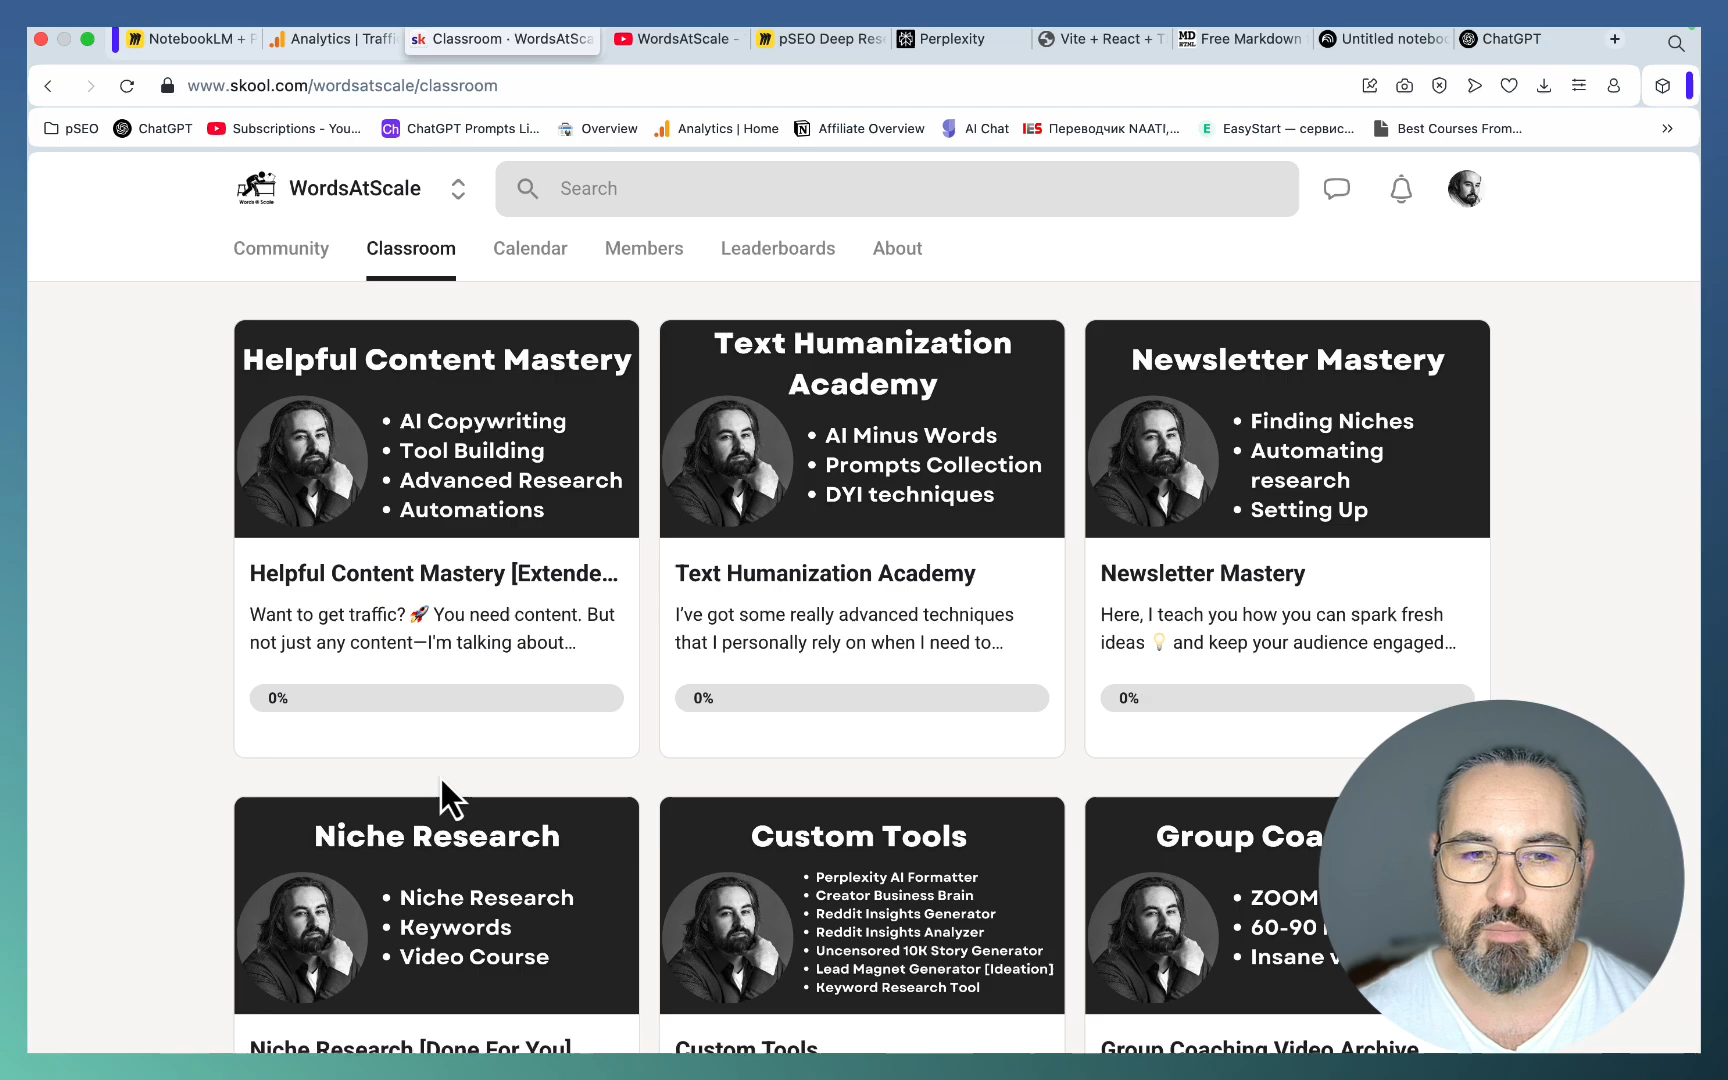 NotebookLM + P
Analytics | Traffi
sk Classroom · WordsAtSca
WordsAtScale -
pSEO Deep Res
Perplexity
Vite + React + T
MD HTML Free Markdown
Untitled notebo
ChatGPT
www.skool.com/wordsatscale/classroom
pSEO
ChatGPT
Subscriptions - You...
Ch ChatGPT Prompts Li...
Overview
Analytics | Home
Affiliate Overview
AI Chat
IES Переводчик NAATI,...
E EasyStart — сервис...
Best Courses From...
Words @ Scale
WordsAtScale
Search
Community
Classroom
Calendar
Members
Leaderboards
About
Helpful Content Mastery
• AI Copywriting
• Tool Building
• Advanced Research
• Automations
Helpful Content Mastery [Extende...
Want to get traffic? 🚀 You need content. But
not just any content—I'm talking about...
0%
Text Humanization
Academy
• AI Minus Words
• Prompts Collection
• DYI techniques
Text Humanization Academy
I've got some really advanced techniques
that I personally rely on when I need to...
0%
Newsletter Mastery
• Finding Niches
• Automating
research
• Setting Up
Newsletter Mastery
Here, I teach you how you can spark fresh
ideas 💡 and keep your audience engaged...
0%
Niche Research
• Niche Research
• Keywords
• Video Course
Niche Research [Done For You]
Custom Tools
• Perplexity AI Formatter
• Creator Business Brain
• Reddit Insights Generator
• Reddit Insights Analyzer
• Uncensored 10K Story Generator
• Lead Magnet Generator [Ideation]
• Keyword Research Tool
Custom Tools
Group Coa
• ZOOM
• 60-90
• Insane
Group Coaching Video Archive